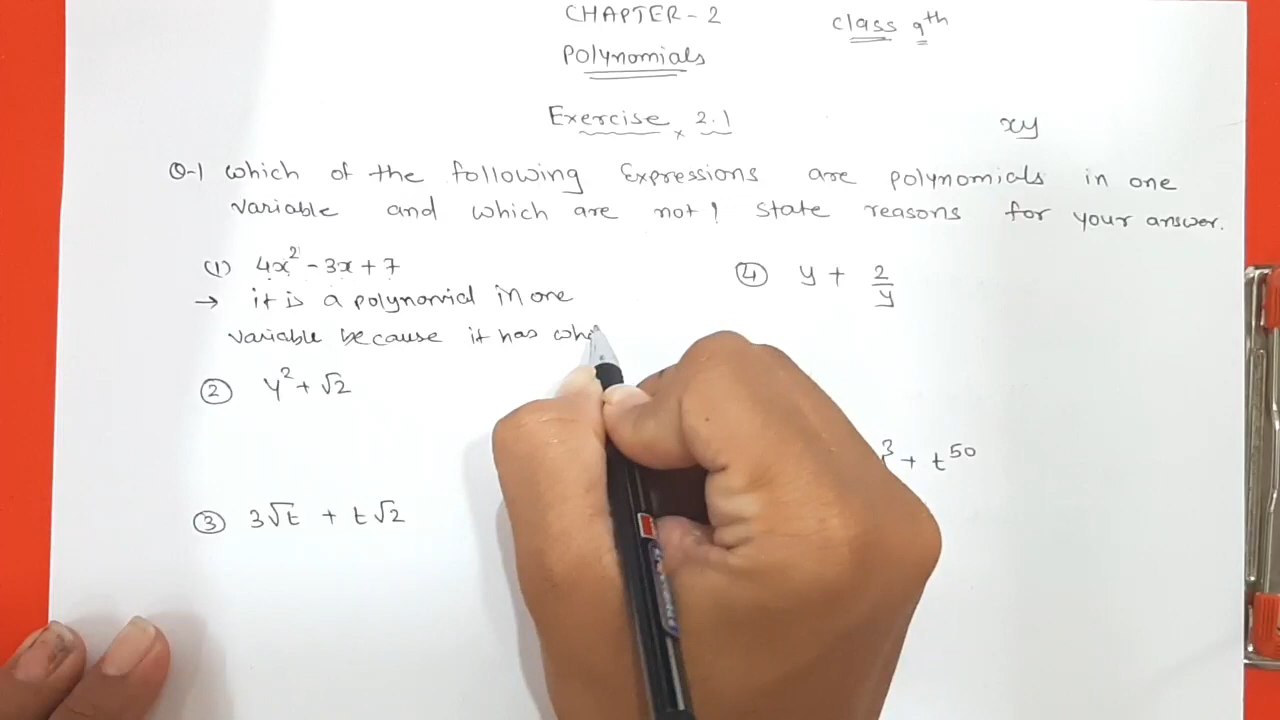 CHAPTER - 2
Class 9th
Polynomials
Exercise 2.1
xy
Q-1 Which of the following Expressions are polynomials in one
variable and which are not? State reasons for your answer.
(1) 4x² - 3x + 7
→ it is a polynomial in one
variable because it has
② y² + √2
③ 3√t + t√2
④ y + 2/y
³ + t⁵⁰